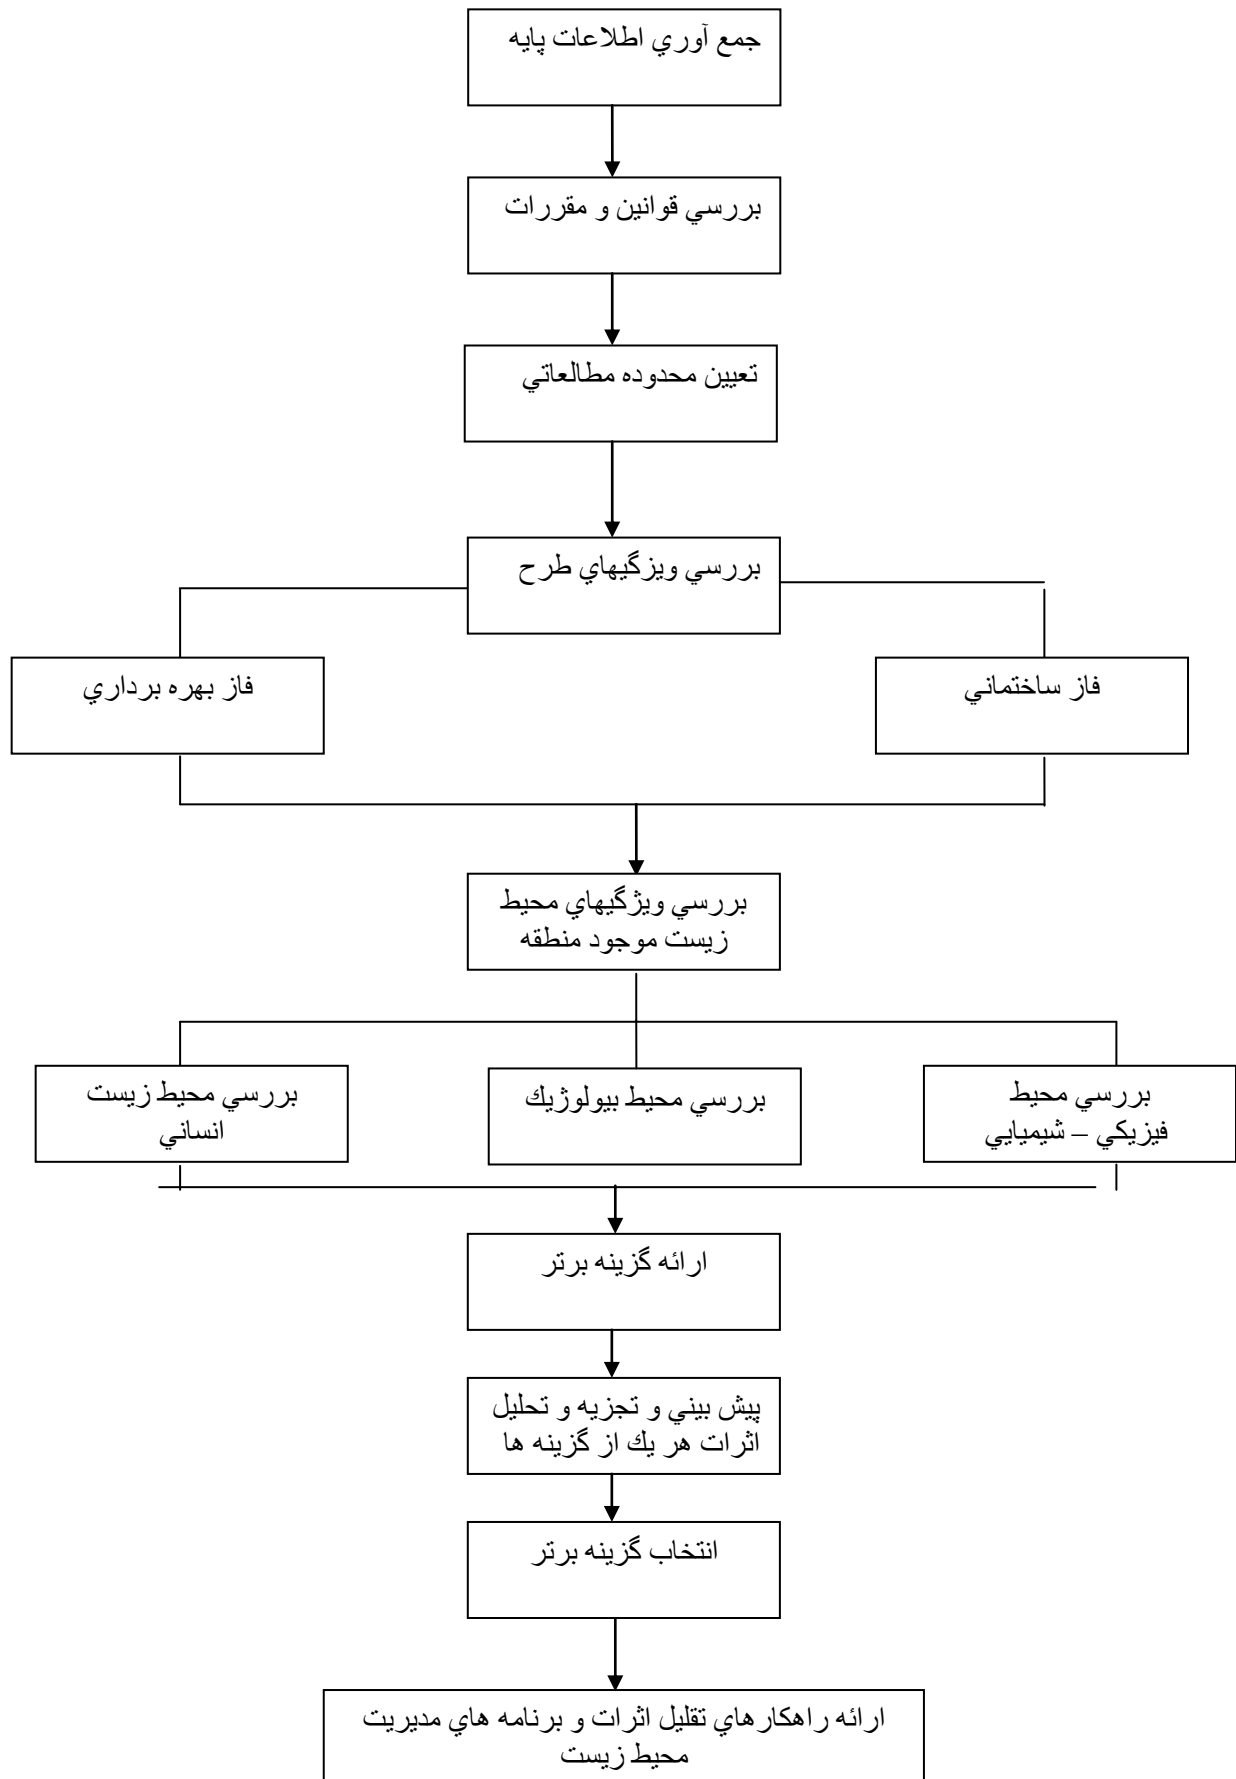 جمع آوري اطلاعات پايه
بررسي قوانين و مقررات
تعيين محدوده مطالعاتي
بررسي ويزگيهاي طرح
فاز ساختماني
فاز بهره برداري
بررسي ويژگيهاي محيط
زيست موجود منطقه
بررسي محيط
فيزيكي – شيميايي
بررسي محيط بيولوژيك
بررسي محيط زيست
انساني
ارائه گزينه برتر
پيش بيني و تجزيه و تحليل
اثرات هر يك از گزينه ها
انتخاب گزينه برتر
ارائه راهكارهاي تقليل اثرات و برنامه هاي مديريت
محيط زيست